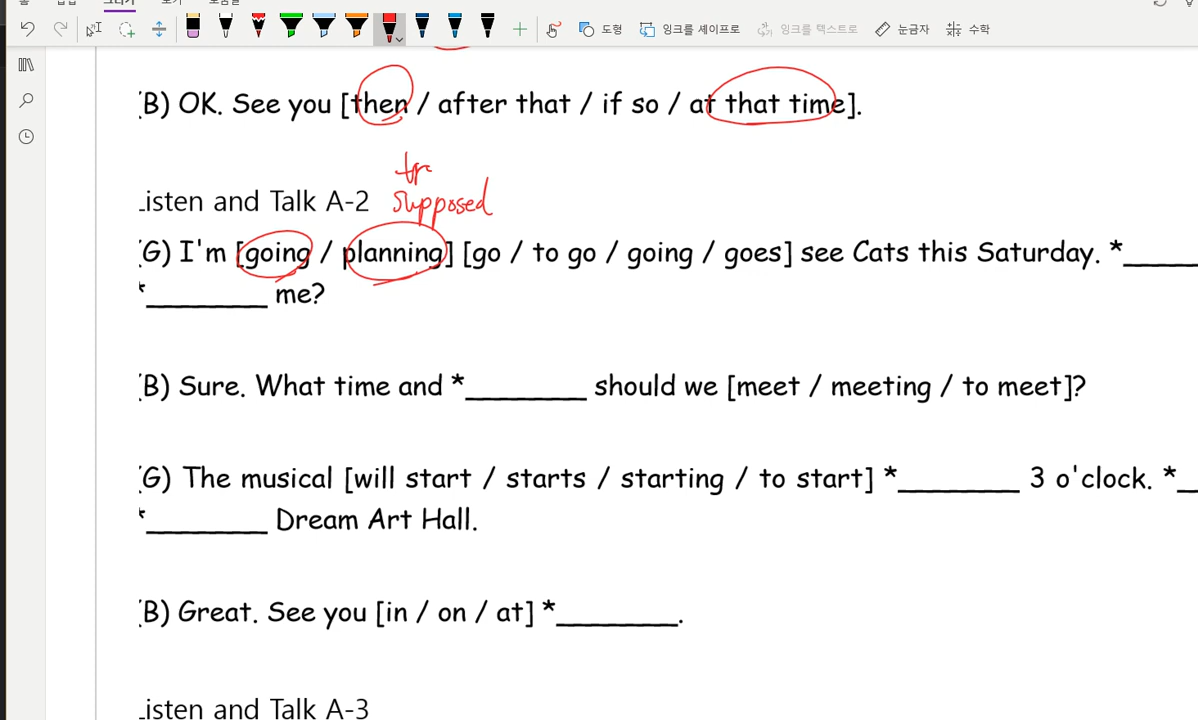 도형 잉크를 셰이프로 잉크를 텍스트로 눈금자 수학
(B) OK. See you [then / after that / if so / at that time].
tr
Listen and Talk A-2 supposed
(G) I'm [going / planning] [go / to go / going / goes] see Cats this Saturday. *______
*________ me?
(B) Sure. What time and *________ should we [meet / meeting / to meet]?
(G) The musical [will start / starts / starting / to start] *________ 3 o'clock. *__
*________ Dream Art Hall.
(B) Great. See you [in / on / at] *________.
Listen and Talk A-3